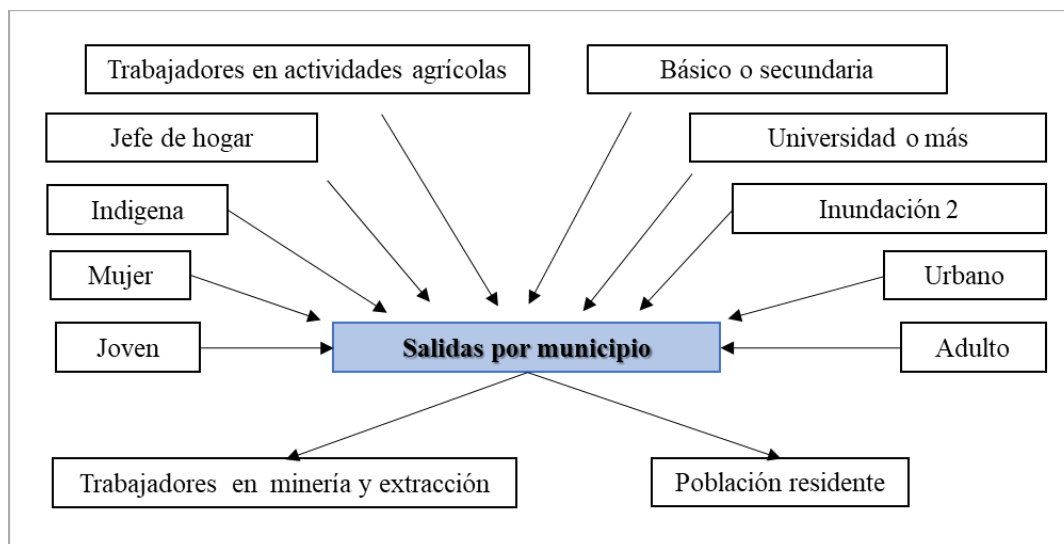 Trabajadores en actividades agrícolas
Básico o secundaria
Jefe de hogar
Universidad o más
Indigena
Inundación 2
Mujer
Urbano
Joven
Salidas por municipio
Adulto
Trabajadores en minería y extracción
Población residente